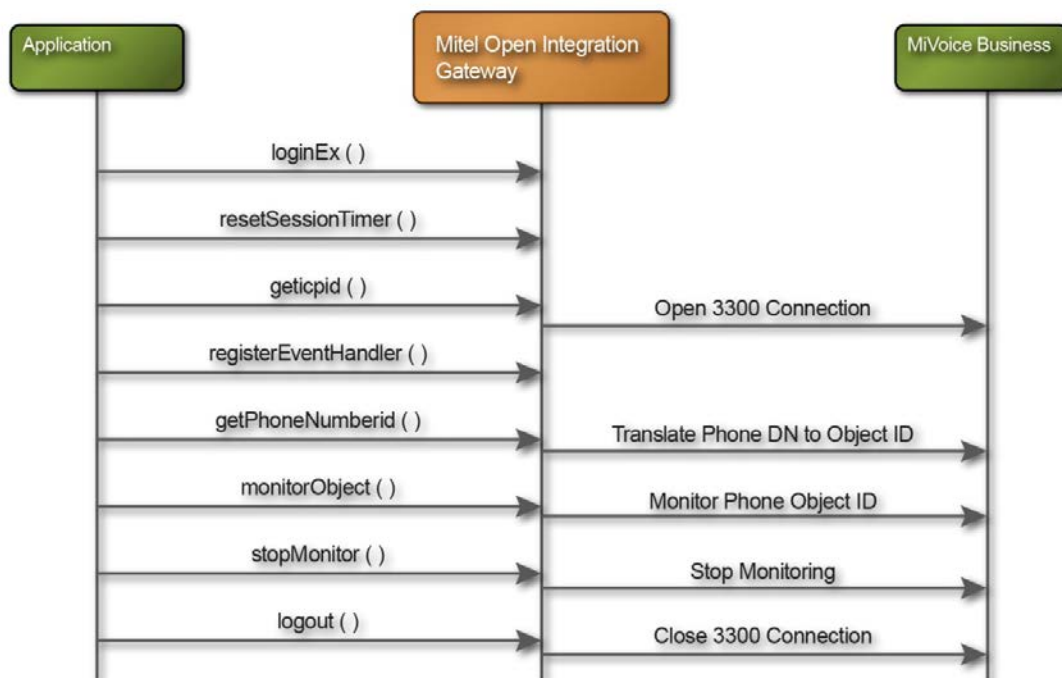 Application
Mitel Open Integration
Gateway
MiVoice Business
loginEx ( )
resetSessionTimer ( )
geticpid ( )
Open 3300 Connection
registerEventHandler ( )
getPhoneNumberid ( )
Translate Phone DN to Object ID
monitorObject ( )
Monitor Phone Object ID
stopMonitor ( )
Stop Monitoring
logout ( )
Close 3300 Connection